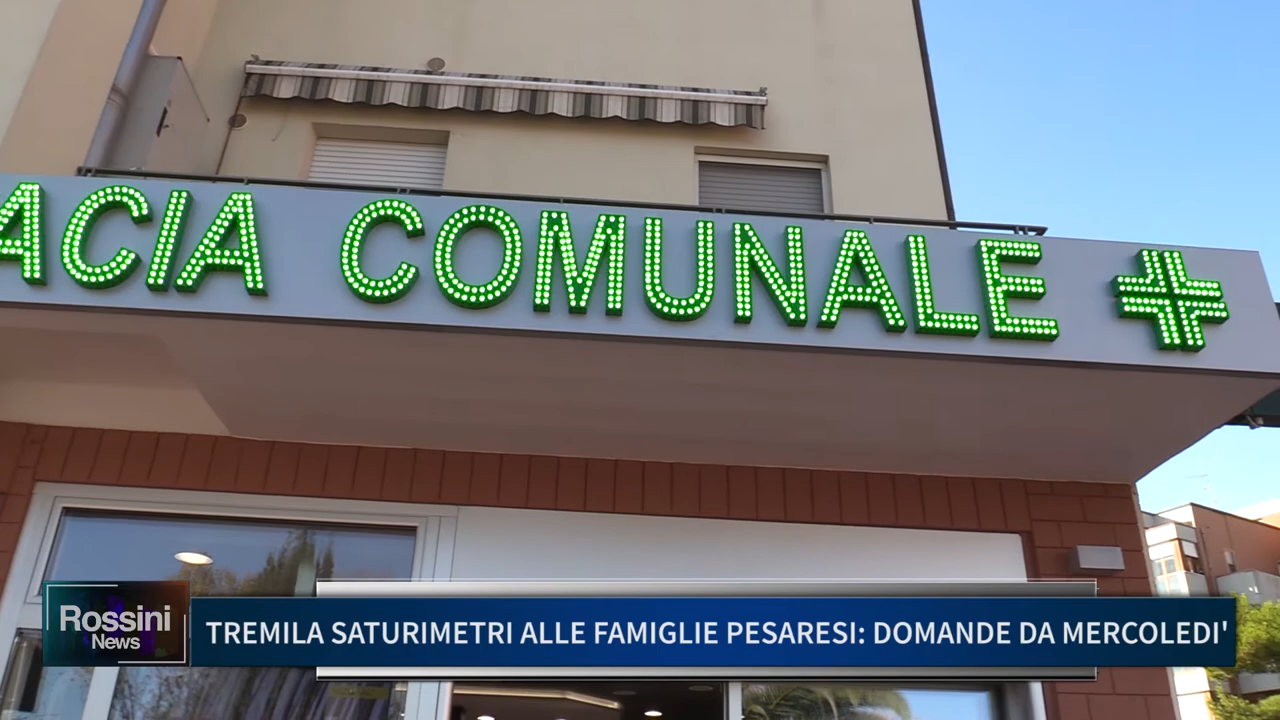 ACIA COMUNALE
Rossini
News
TREMILA SATURIMETRI ALLE FAMIGLIE PESARESI: DOMANDE DA MERCOLEDI'